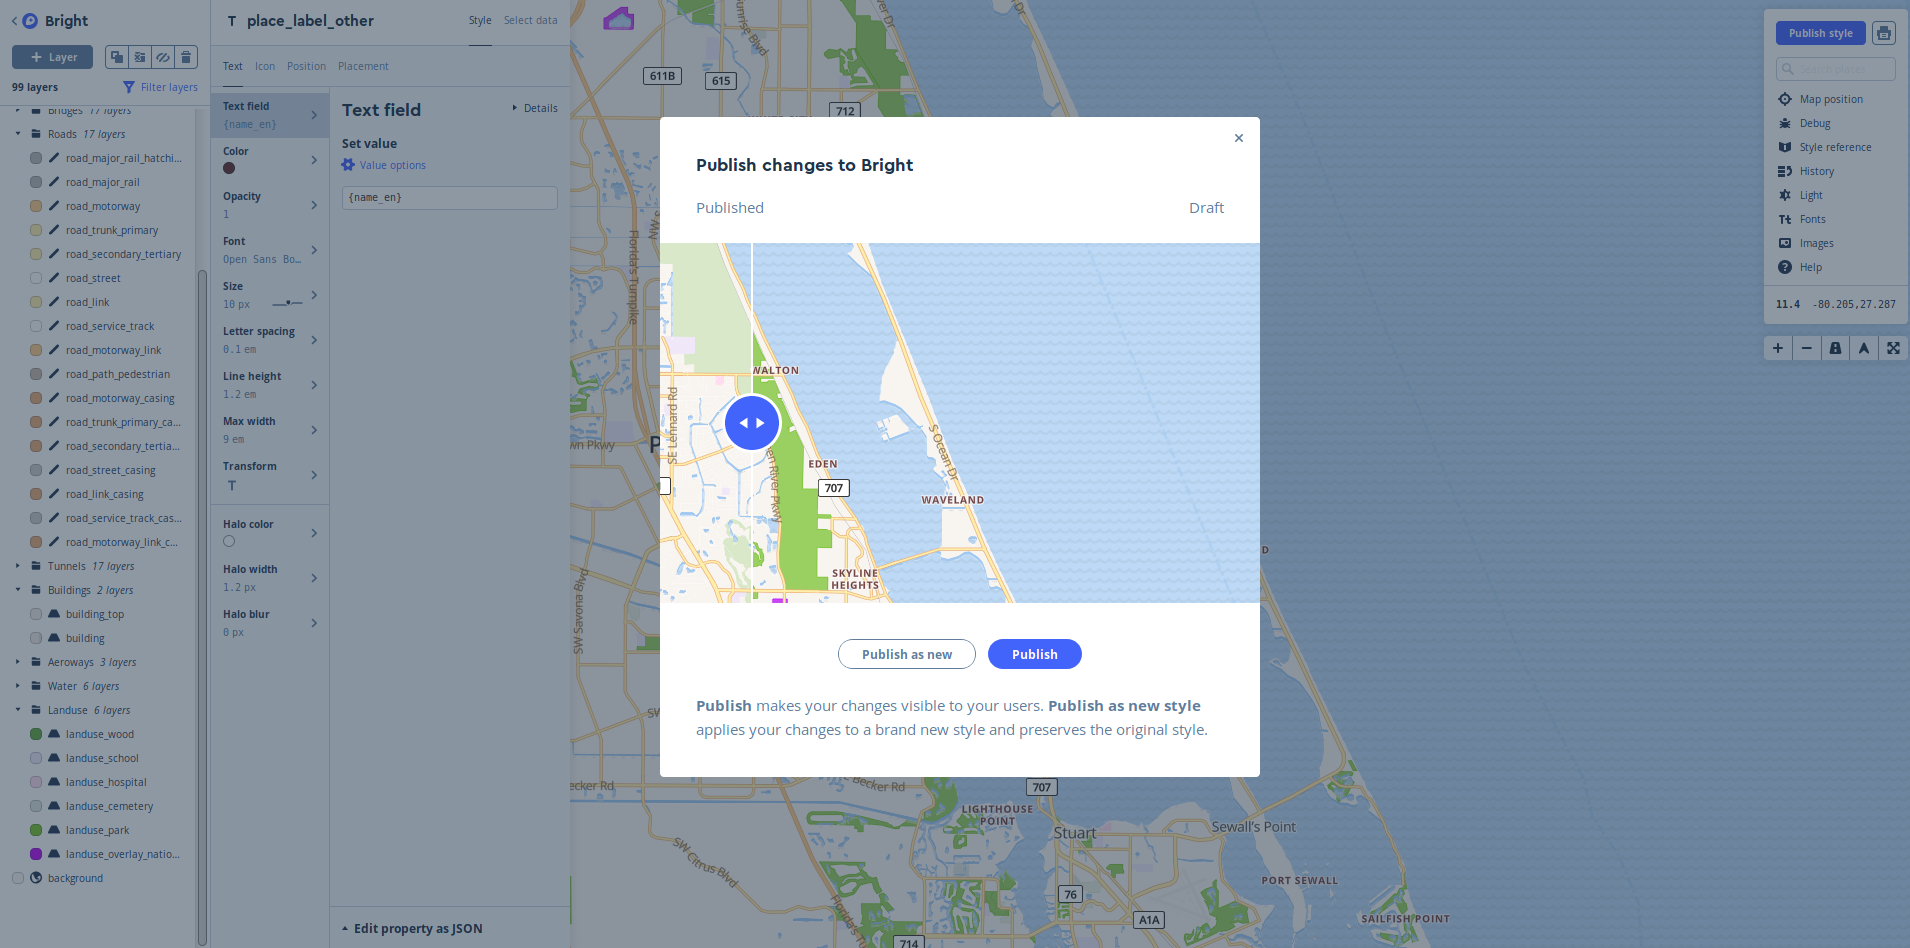 Bright
place_label_other
Style
Select data
Layer
99 layers
Filter layers
Text
Icon
Position
Placement
Bridges 17 layers
Roads 17 layers
road_major_rail_hatchi...
road_major_rail
road_motorway
road_trunk_primary
road_secondary_tertiary
road_street
road_link
road_service_track
road_motorway_link
road_path_pedestrian
road_motorway_casing
road_trunk_primary_ca...
road_secondary_tertia...
road_street_casing
road_link_casing
road_service_track_cas...
road_motorway_link_c...
Tunnels 17 layers
Buildings 2 layers
building_top
building
Aeroways 3 layers
Water 6 layers
Landuse 6 layers
landuse_wood
landuse_school
landuse_hospital
landuse_cemetery
landuse_park
landuse_overlay_natio...
background
Text field
{name_en}
Color
Opacity
1
Font
Open Sans Bo...
Size
10 px
Letter spacing
0.1 em
Line height
1.2 em
Max width
9 em
Transform
Halo color
Halo width
1.2 px
Halo blur
0 px
Text field
Details
Set value
Value options
{name_en}
Edit property as JSON
611B
615
712
Florida's Turnpike
SW Savona Blvd
ecker Rd
Becker Rd
SW Citrus Blvd
707
LIGHTHOUSE
POINT
Stuart
Sewall's Point
PORT SEWALL
SAILFISH POINT
76
A1A
714
Publish changes to Bright
Published
Draft
WALTON
SE Lennard Rd
EDEN
707
S Ocean Dr
WAVELAND
en River Pkwy
SKYLINE
HEIGHTS
Publish as new
Publish
Publish makes your changes visible to your users. Publish as new style
applies your changes to a brand new style and preserves the original style.
Publish style
Search places
Map position
Debug
Style reference
History
Light
Fonts
Images
Help
11.4 -80.205,27.287